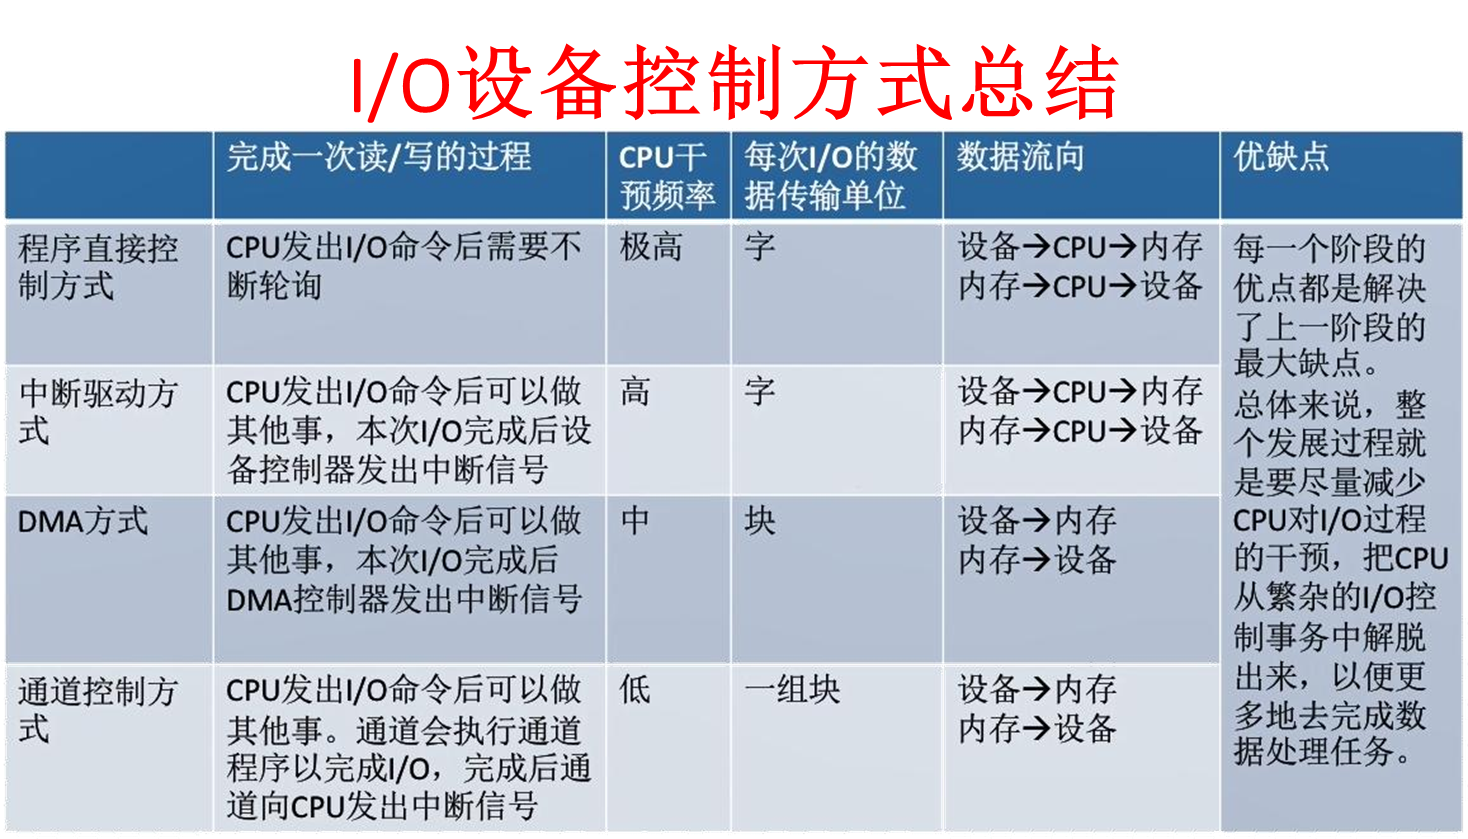 I/O设备控制方式总结
完成一次读/写的过程
CPU干
预频率
每次I/O的数
据传输单位
数据流向
优缺点
程序直接控
制方式
CPU发出I/O命令后需要不
断轮询
极高
字
设备→CPU→内存
内存→CPU→设备
每一个阶段的
优点都是解决
了上一阶段的
最大缺点。
总体来说，整
个发展过程就
是要尽量减少
CPU对I/O过程
的干预，把CPU
从繁杂的I/O控
制事务中解脱
出来，以便更
多地去完成数
据处理任务。
中断驱动方
式
CPU发出I/O命令后可以做
其他事，本次I/O完成后设
备控制器发出中断信号
高
字
设备→CPU→内存
内存→CPU→设备
DMA方式
CPU发出I/O命令后可以做
其他事，本次I/O完成后
DMA控制器发出中断信号
中
块
设备→内存
内存→设备
通道控制方
式
CPU发出I/O命令后可以做
其他事。通道会执行通道
程序以完成I/O，完成后通
道向CPU发出中断信号
低
一组块
设备→内存
内存→设备